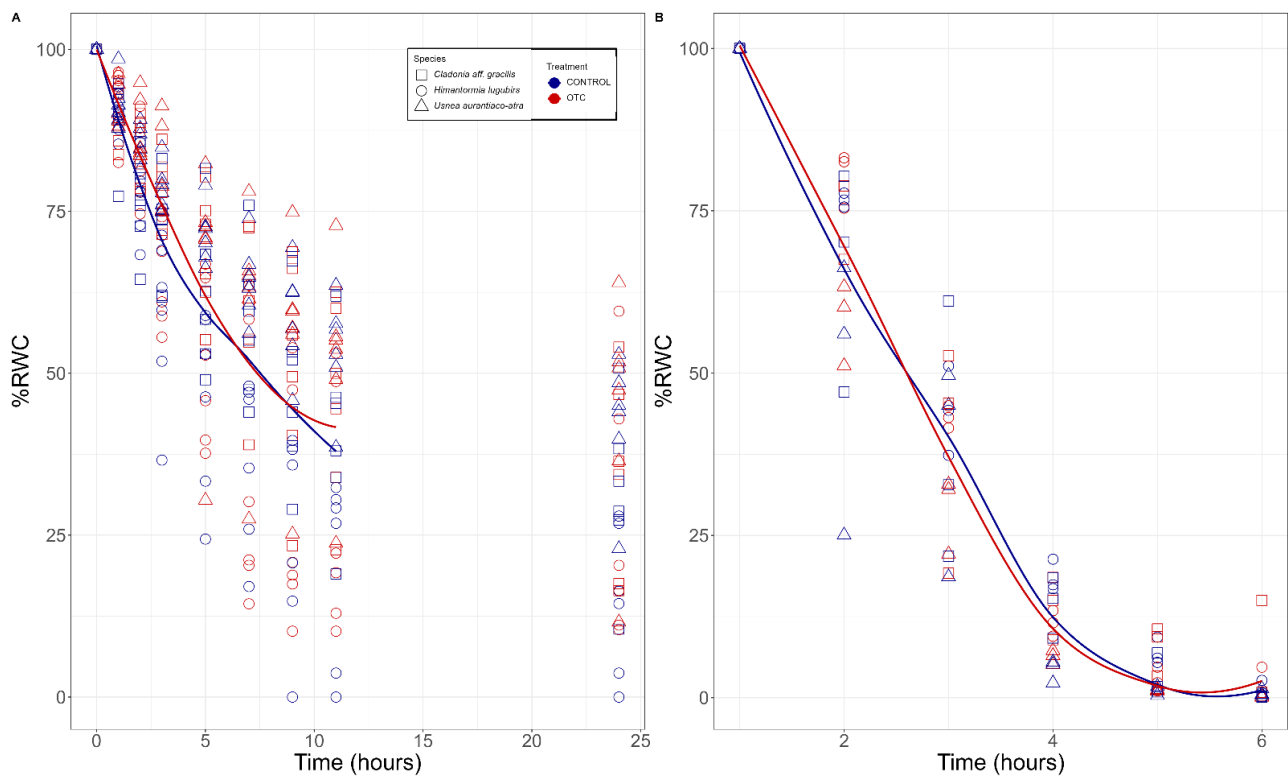 A
100
75
50
25
0
%RWC
0
5
10
15
20
25
Time (hours)
Species
Cladonia aff. gracilis
Himantormia lugubirs
Usnea aurantiaco-atra
Treatment
CONTROL
OTC
B
100
75
50
25
0
%RWC
2
4
6
Time (hours)